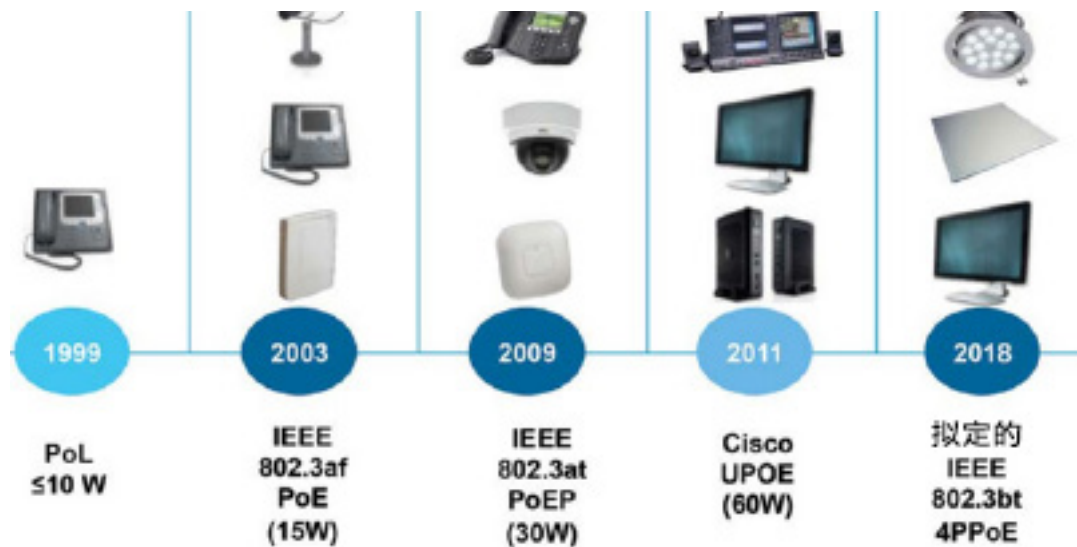 1999
2003
2009
2011
2018
PoL
≤10 W
IEEE
802.3af
PoE
(15W)
IEEE
802.3at
PoEP
(30W)
Cisco
UPOE
(60W)
拟定的
IEEE
802.3bt
4PPoE